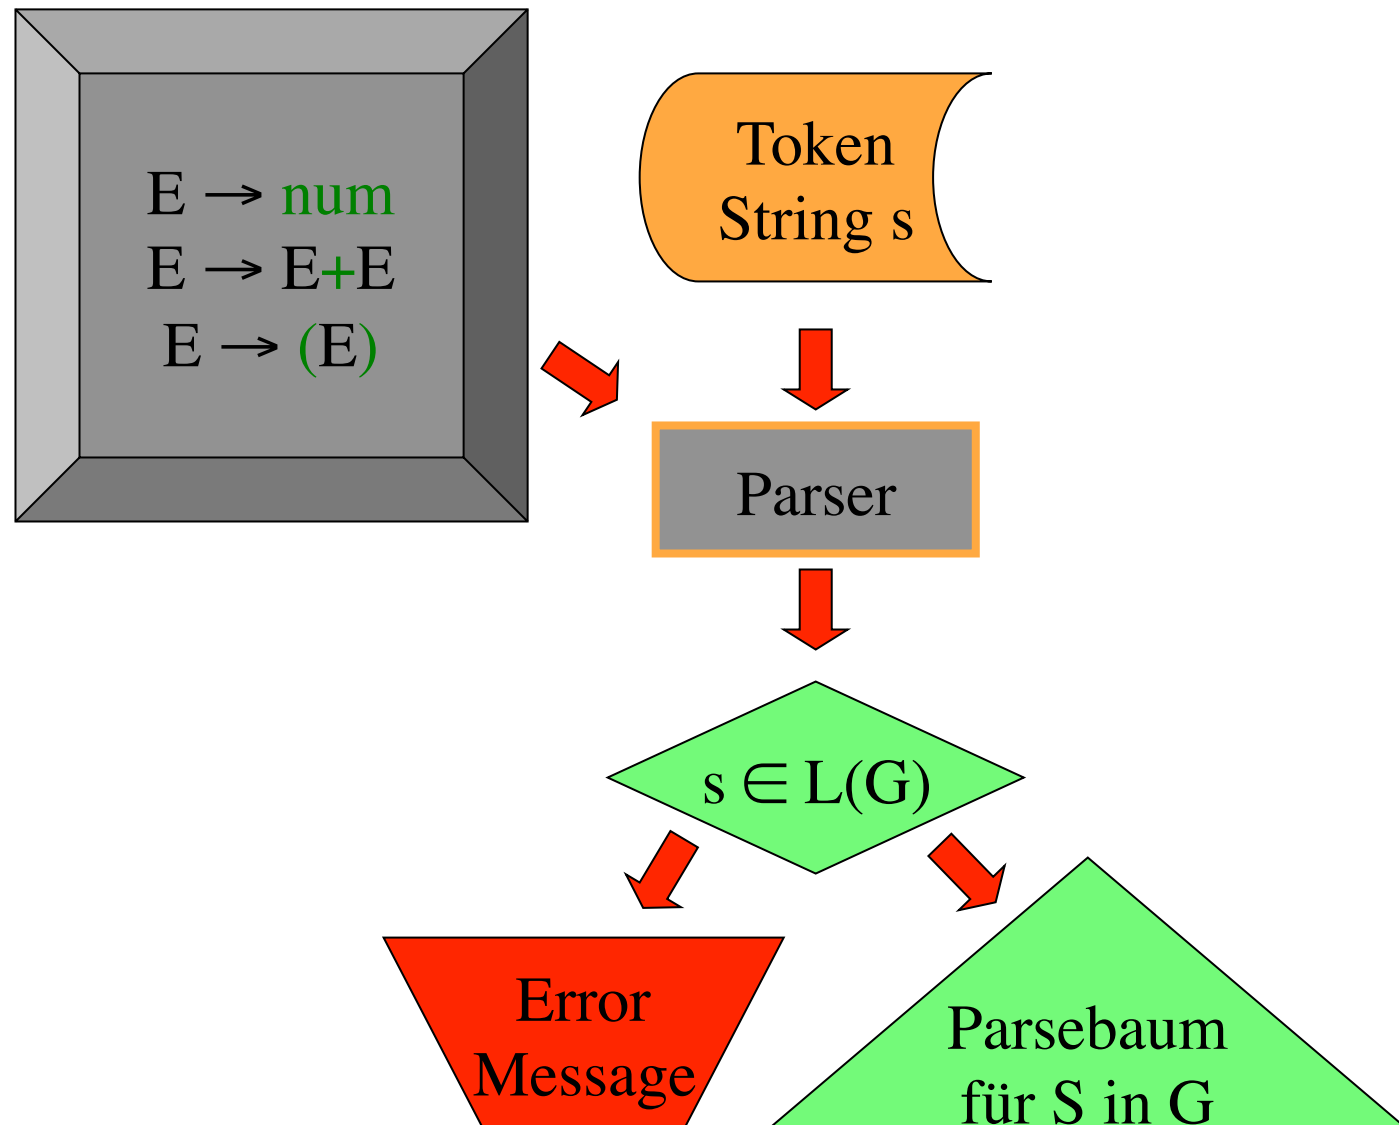 E → num
E → E+E
E → (E)
Token
String s
Parser
s ∈ L(G)
Error
Message
Parsebaum
für S in G